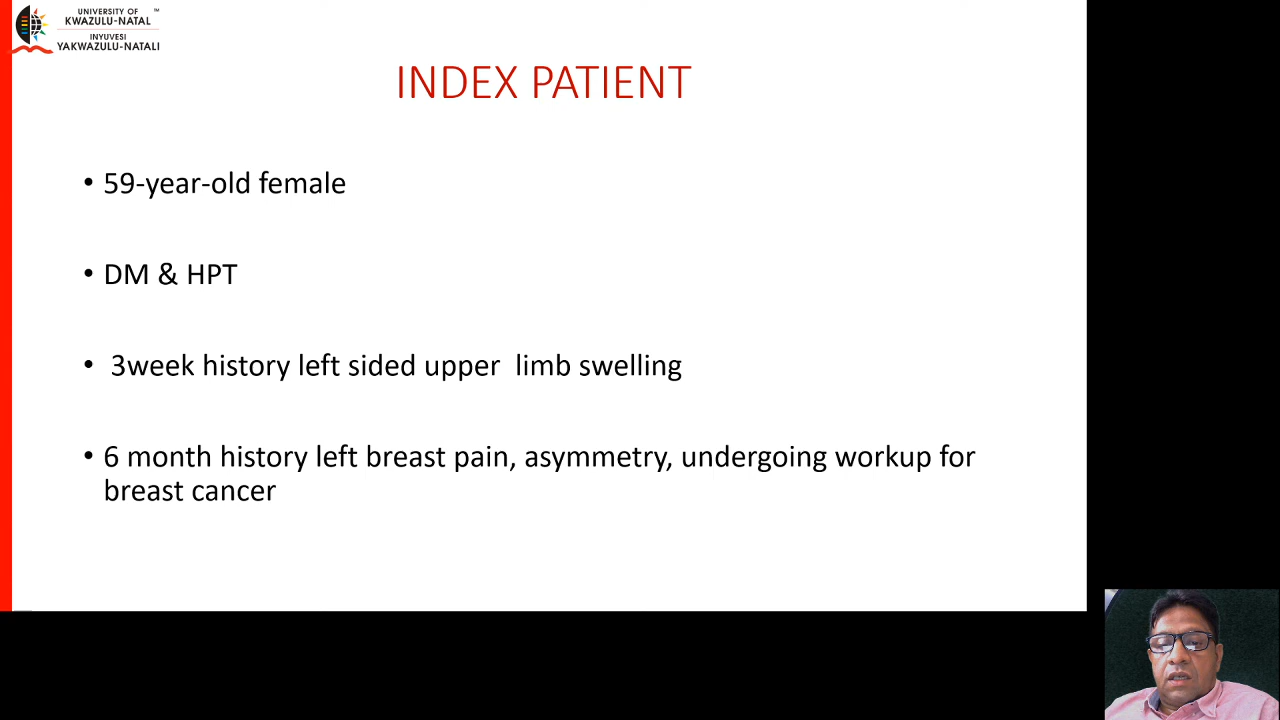 UNIVERSITY OF ™
KWAZULU-NATAL
INYUVESI
YAKWAZULU-NATALI
INDEX PATIENT
• 59-year-old female
• DM & HPT
• 3week history left sided upper limb swelling
• 6 month history left breast pain, asymmetry, undergoing workup for
breast cancer